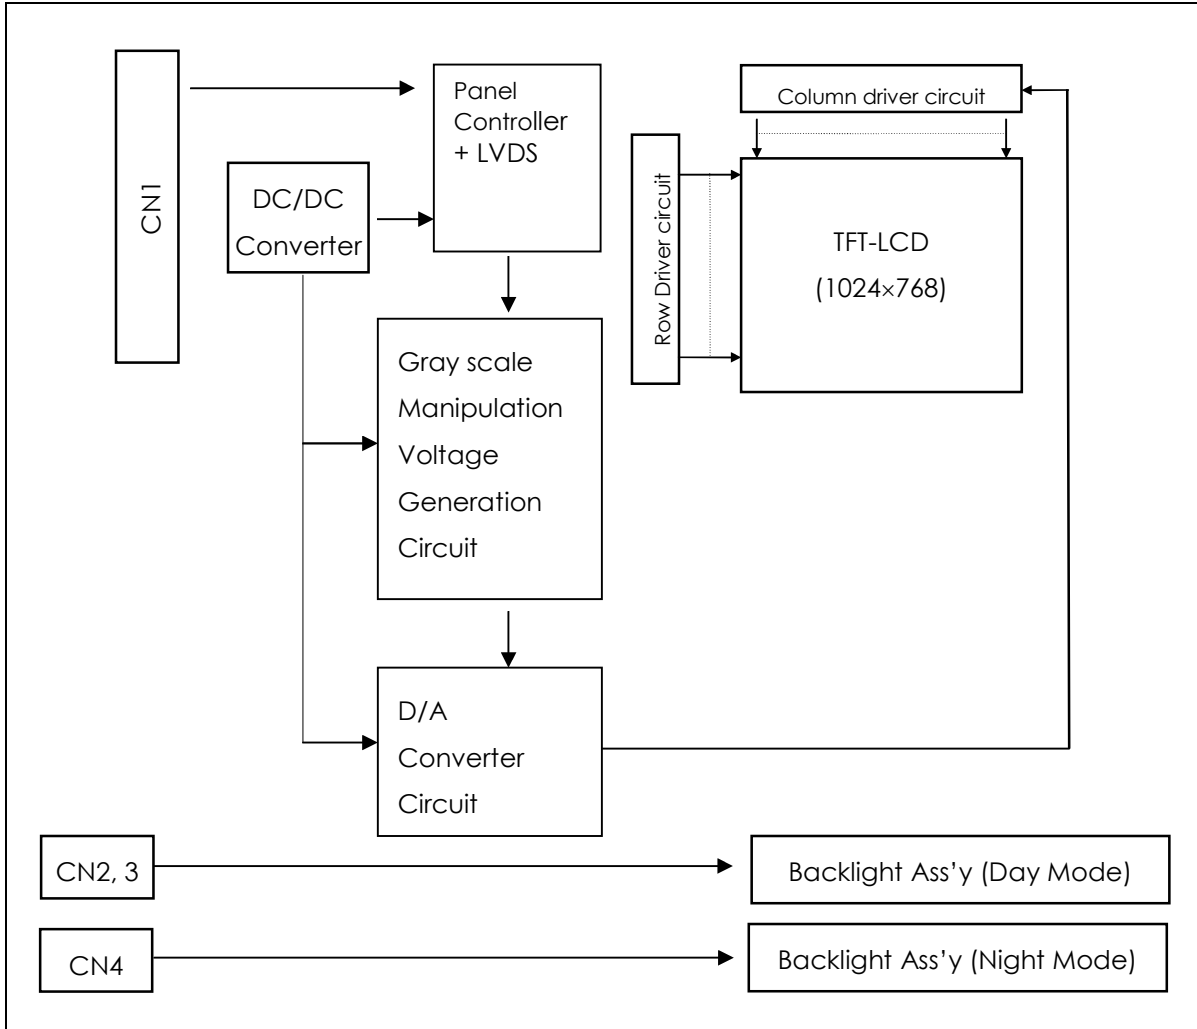 CN1
Panel
Controller
+ LVDS
DC/DC
Converter
Column driver circuit
Row Driver circuit
TFT-LCD
(1024×768)
Gray scale
Manipulation
Voltage
Generation
Circuit
D/A
Converter
Circuit
CN2, 3
Backlight Ass’y (Day Mode)
CN4
Backlight Ass’y (Night Mode)